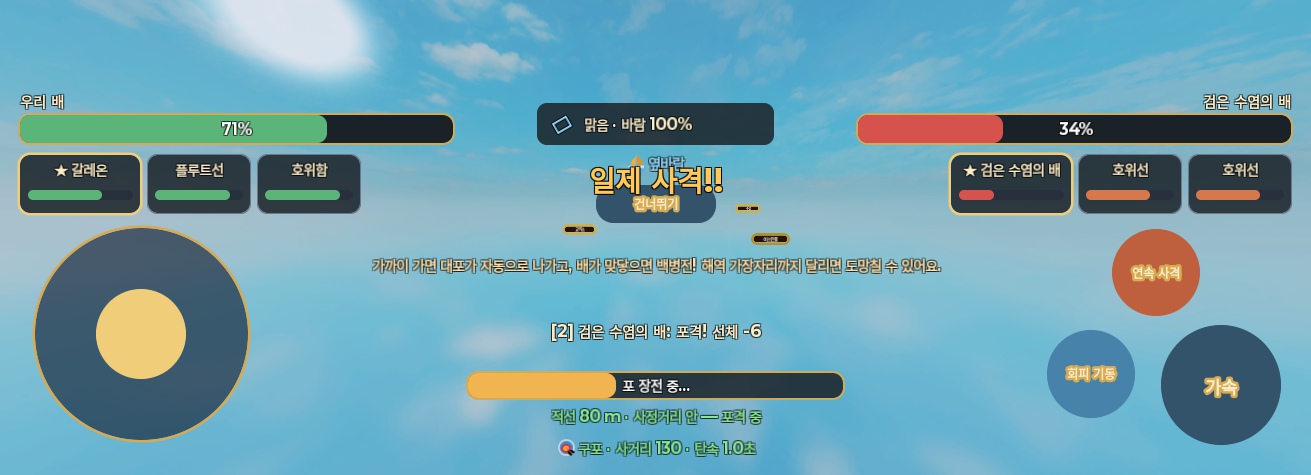 우리 배
검은 수염의 배
71%
맑음 · 바람 100%
34%
★ 갈레온
플루트선
호위함
옆바람
★ 검은 수염의 배
호위선
호위선
일제 사격!!
건너뛰기
가까이 가면 대포가 자동으로 나가고, 배가 맞닿으면 백병전! 해역 가장자리까지 달리면 도망칠 수 있어요.
연속 사격
[2] 검은 수염의 배: 포격! 선체 -6
회피 기동
가속
포 장전 중...
적선 80 m · 사정거리 안 — 포격 중
구포 · 사거리 130 · 탄속 1.0초